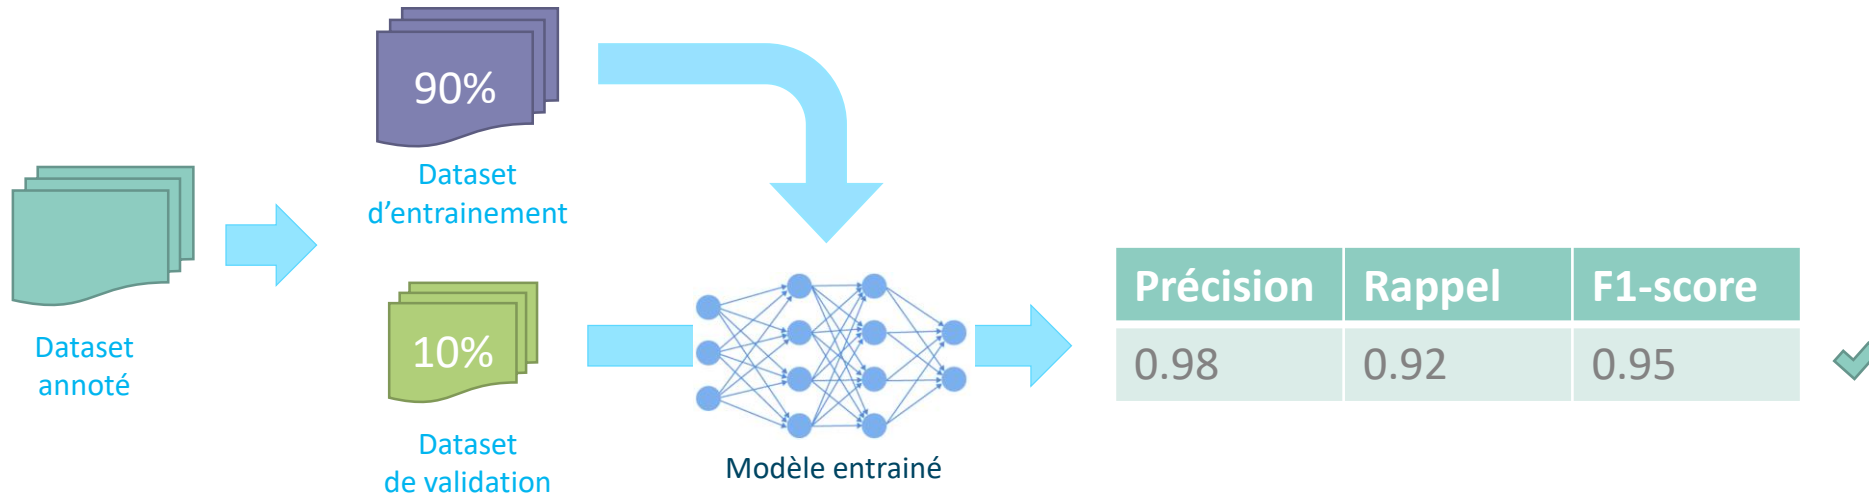 Dataset
annoté
90%
Dataset
d’entrainement
10%
Dataset
de validation
Modèle entrainé
Précision Rappel F1-score
0.98 0.92 0.95